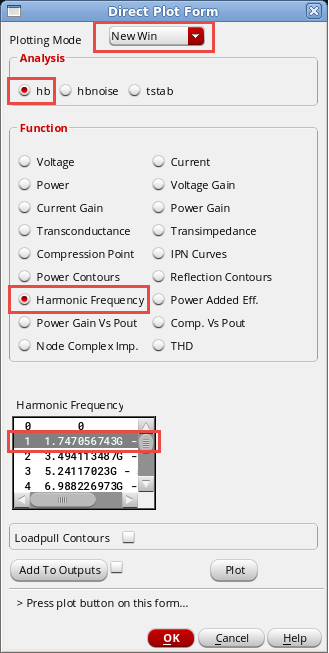 Direct Plot Form
Plotting Mode New Win
Analysis
hb hbnoise tstab
Function
Voltage Current
Power Voltage Gain
Current Gain Power Gain
Transconductance Transimpedance
Compression Point IPN Curves
Power Contours Reflection Contours
Harmonic Frequency Power Added Eff.
Power Gain Vs Pout Comp. Vs Pout
Node Complex Imp. THD
Harmonic Frequency
0 0
1 1.747056743G -
2 3.494113487G -
3 5.24117023G -
4 6.988226973G -
Loadpull Contours
Add To Outputs Plot
> Press plot button on this form...
OK Cancel Help